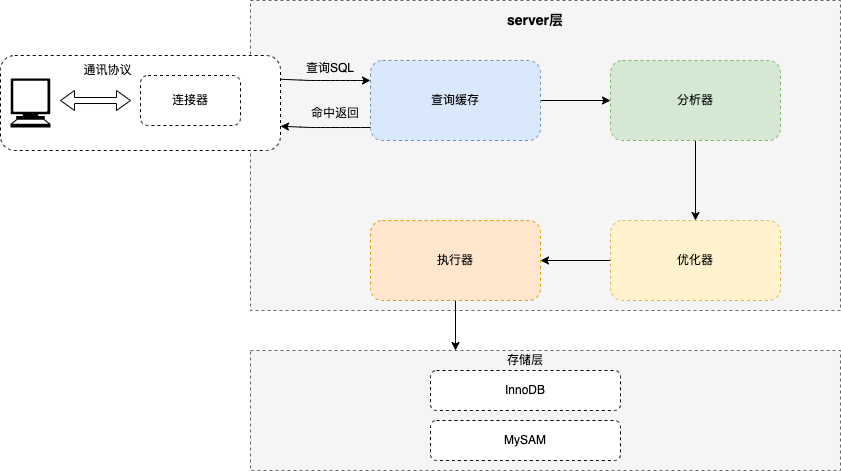 server层
通讯协议
连接器
查询SQL
命中返回
查询缓存
分析器
执行器
优化器
存储层
InnoDB
MySAM